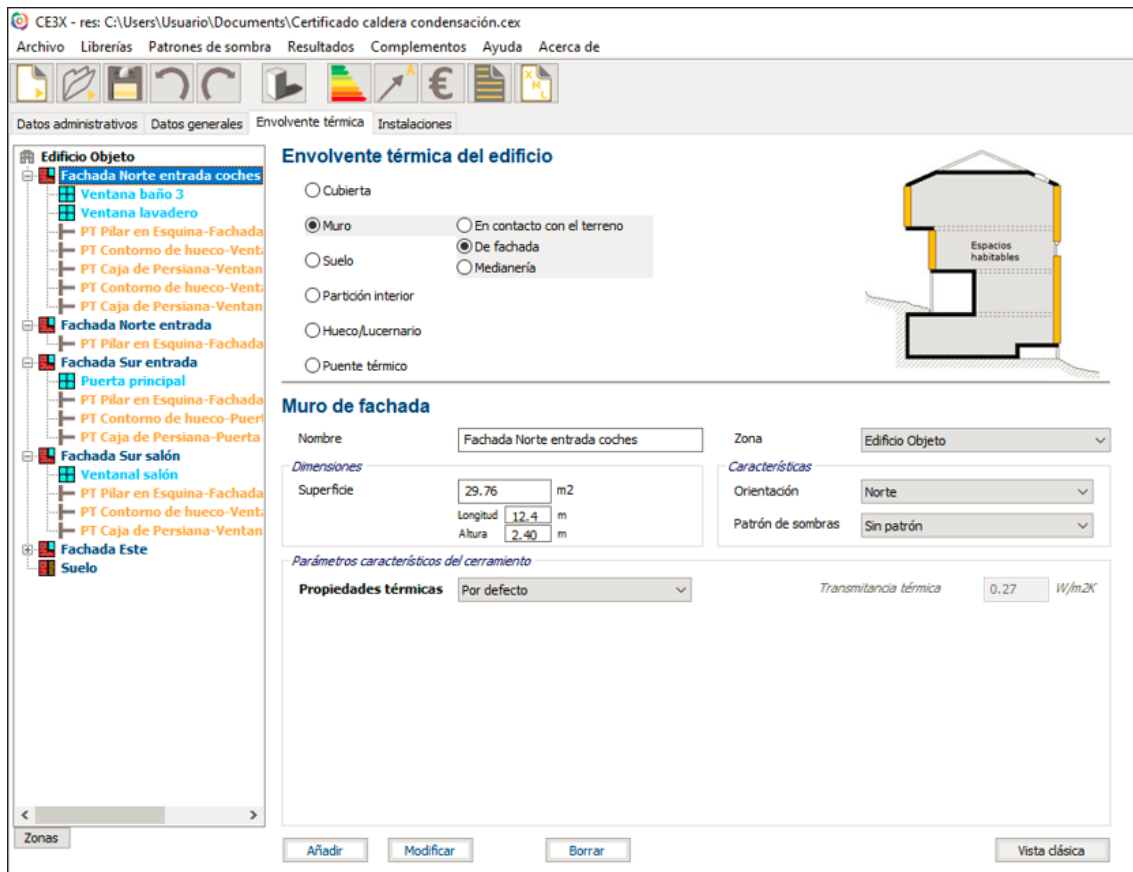 CE3X - res: C:\Users\Usuario\Documents\Certificado caldera condensación.cex
Archivo Librerías Patrones de sombra Resultados Complementos Ayuda Acerca de
A € X M L
Datos administrativos Datos generales Envolvente térmica Instalaciones
Edificio Objeto
Fachada Norte entrada coches
Ventana baño 3
Ventana lavadero
PT Pilar en Esquina-Fachada
PT Contorno de hueco-Venta
PT Caja de Persiana-Ventan
PT Contorno de hueco-Venta
PT Caja de Persiana-Ventan
Fachada Norte entrada
PT Pilar en Esquina-Fachada
Fachada Sur entrada
Puerta principal
PT Pilar en Esquina-Fachada
PT Contorno de hueco-Puert
PT Caja de Persiana-Puerta
Fachada Sur salón
Ventanal salón
PT Pilar en Esquina-Fachada
PT Contorno de hueco-Venta
PT Caja de Persiana-Ventan
Fachada Este
Suelo
Zonas
Envolvente térmica del edificio
Cubierta
Muro
En contacto con el terreno
De fachada
Medianería
Suelo
Partición interior
Hueco/Lucernario
Puente térmico
Espacios
habitables
Muro de fachada
Nombre Fachada Norte entrada coches Zona Edificio Objeto
Dimensiones
Superficie 29.76 m2
Longitud 12.4 m
Altura 2.40 m
Características
Orientación Norte
Patrón de sombras Sin patrón
Parámetros característicos del cerramiento
Propiedades térmicas Por defecto Transmitancia térmica 0.27 W/m2K
Añadir Modificar Borrar Vista clásica